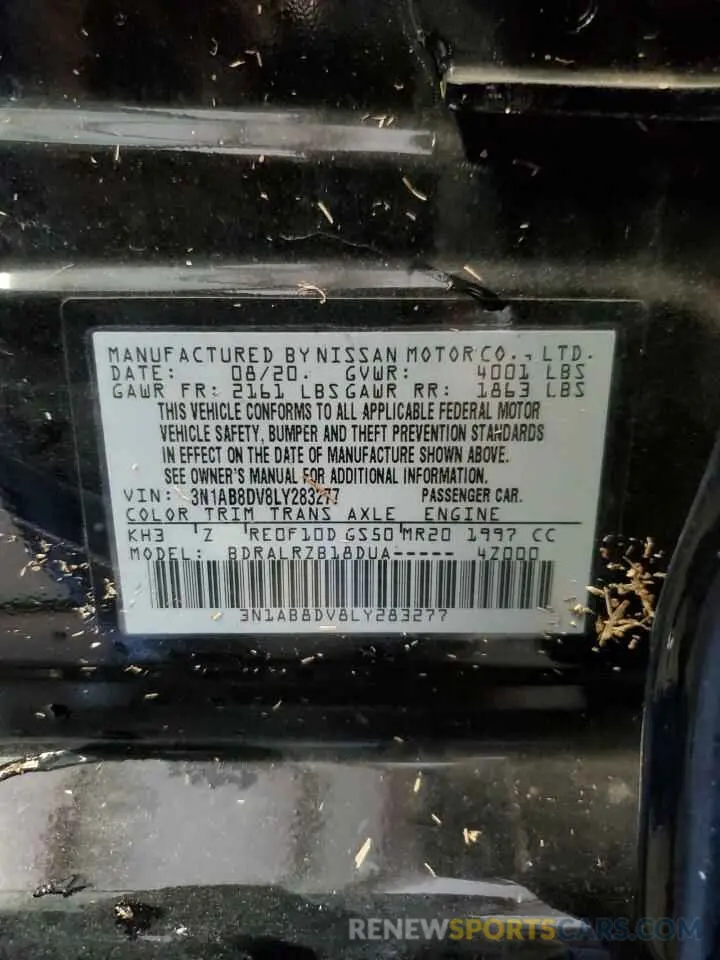 MANUFACTURED BY NISSAN MOTOR CO., LTD.
DATE: 08/20. GVWR: 4001 LBS
GAWR FR: 2161 LBS GAWR RR: 1863 LBS
THIS VEHICLE CONFORMS TO ALL APPLICABLE FEDERAL MOTOR
VEHICLE SAFETY, BUMPER AND THEFT PREVENTION STANDARDS
IN EFFECT ON THE DATE OF MANUFACTURE SHOWN ABOVE.
SEE OWNER'S MANUAL FOR ADDITIONAL INFORMATION.
VIN: 3N1AB8DV8LY283277 PASSENGER CAR.
COLOR TRIM TRANS AXLE ENGINE
KH3 Z RE0F10D GS50 MR20 1997 CC
MODEL: BDRALRZB18DUA----- 4Z000
3N1AB8DV8LY283277
RENEWSPORTSCARS.COM